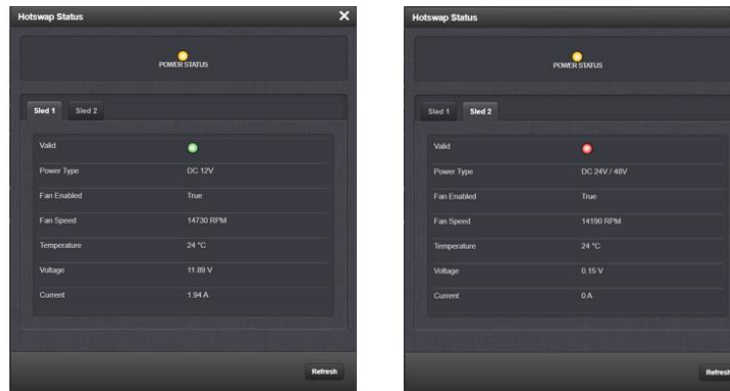 Hotswap Status
POWER STATUS
Sled 1 Sled 2
Valid
Power Type DC 12V
Fan Enabled True
Fan Speed 14730 RPM
Temperature 24 °C
Voltage 11.89 V
Current 1.94 A
Refresh
Hotswap Status
POWER STATUS
Sled 1 Sled 2
Valid
Power Type DC 24V / 48V
Fan Enabled True
Fan Speed 14190 RPM
Temperature 24 °C
Voltage 0.15 V
Current 0 A
Refresh